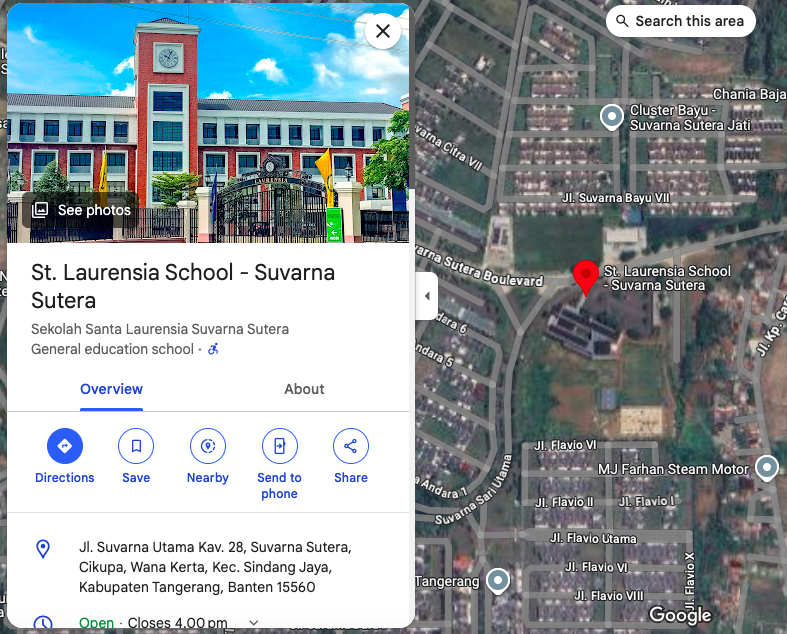 LAURENSIA
See photos
St. Laurensia School - Suvarna
Sutera
Sekolah Santa Laurensia Suvarna Sutera
General education school ·
Overview
About
Directions
Save
Nearby
Send to
phone
Share
Jl. Suvarna Utama Kav. 28, Suvarna Sutera,
Cikupa, Wana Kerta, Kec. Sindang Jaya,
Kabupaten Tangerang, Banten 15560
Open · Closes 4.00 pm
Search this area
Chania Baja
Cluster Bayu -
Suvarna Sutera Jati
varna Citra VII
Jl. Suvarna Bayu VII
varna Sutera Boulevard
St. Laurensia School
- Suvarna Sutera
andara 6
andara 5
Jl. Kp. Cay
Jl. Flavio VI
MJ Farhan Steam Motor
a Andara 1
Suvarna Sari Utama
Jl. Flavio II
Jl. Flavio I
Jl. Flavio Utama
Jl. Flavio VI
Jl. Flavio X
Tangerang
Jl. Flavio VIII
Google